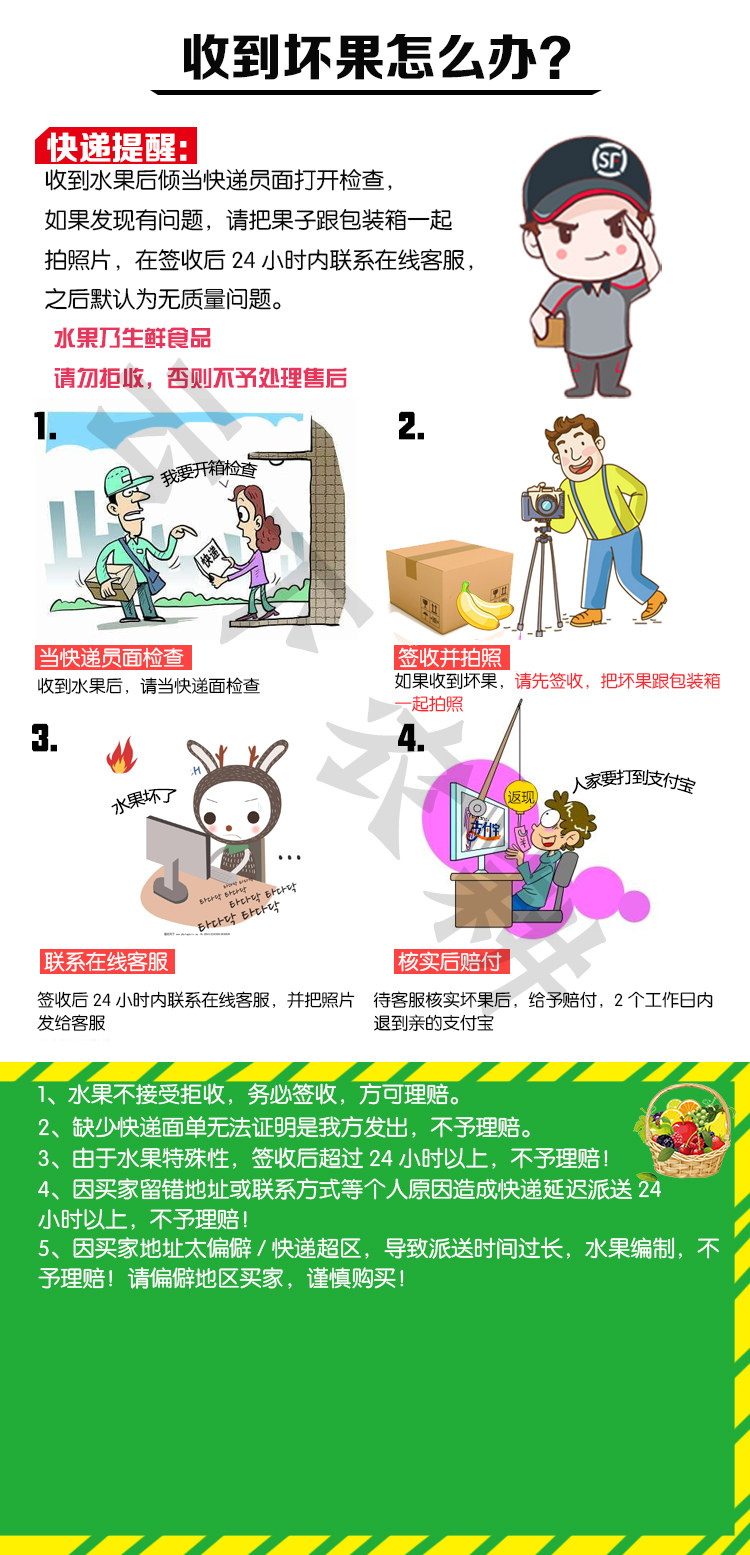 收到坏果怎么办?
快递提醒:
SF
收到水果后倾当快递员面打开检查，
如果发现有问题，请把果子跟包装箱一起
拍照片，在签收后 24 小时内联系在线客服，
之后默认为无质量问题。
水果乃生鲜食品
请勿拒收，否则不予处理售后
1.
我要开箱检查
快递
2.
当快递员面检查
收到水果后，请当快递面检查
签收并拍照
如果收到坏果，请先签收，把坏果跟包装箱
一起拍照
3.
水果坏了
:H
...
타다닥 타다닥
타다닥 타다닥
타다닥 타다닥
4.
返现
人家要打到支付宝
支付宝
联系在线客服
签收后 24 小时内联系在线客服，并把照片
发给客服
核实后赔付
待客服核实坏果后，给予赔付，2 个工作日内
退到亲的支付宝
1、水果不接受拒收，务必签收，方可理赔。
2、缺少快递面单无法证明是我方发出，不予理赔。
3、由于水果特殊性，签收后超过 24 小时以上，不予理赔！
4、因买家留错地址或联系方式等个人原因造成快递延迟派送 24
小时以上，不予理赔！
5、因买家地址太偏僻 / 快递超区，导致派送时间过长，水果编制，不
予理赔！请偏僻地区买家，谨慎购买！